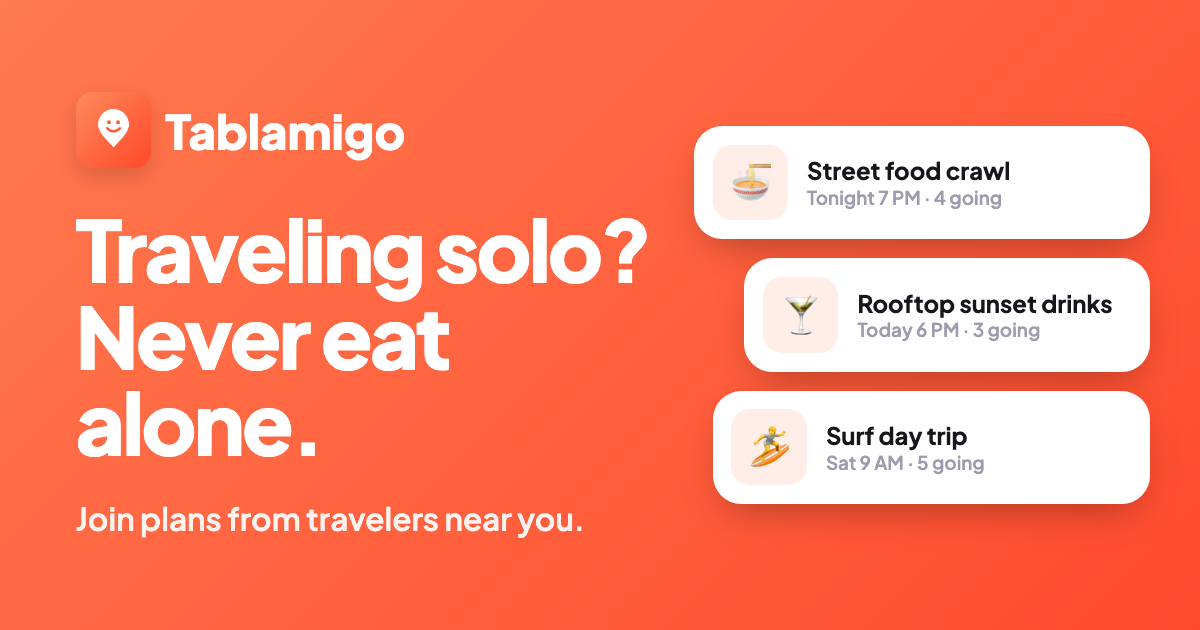 Tablamigo
Traveling solo?
Never eat
alone.
Join plans from travelers near you.
Street food crawl
Tonight 7 PM · 4 going
Rooftop sunset drinks
Today 6 PM · 3 going
Surf day trip
Sat 9 AM · 5 going